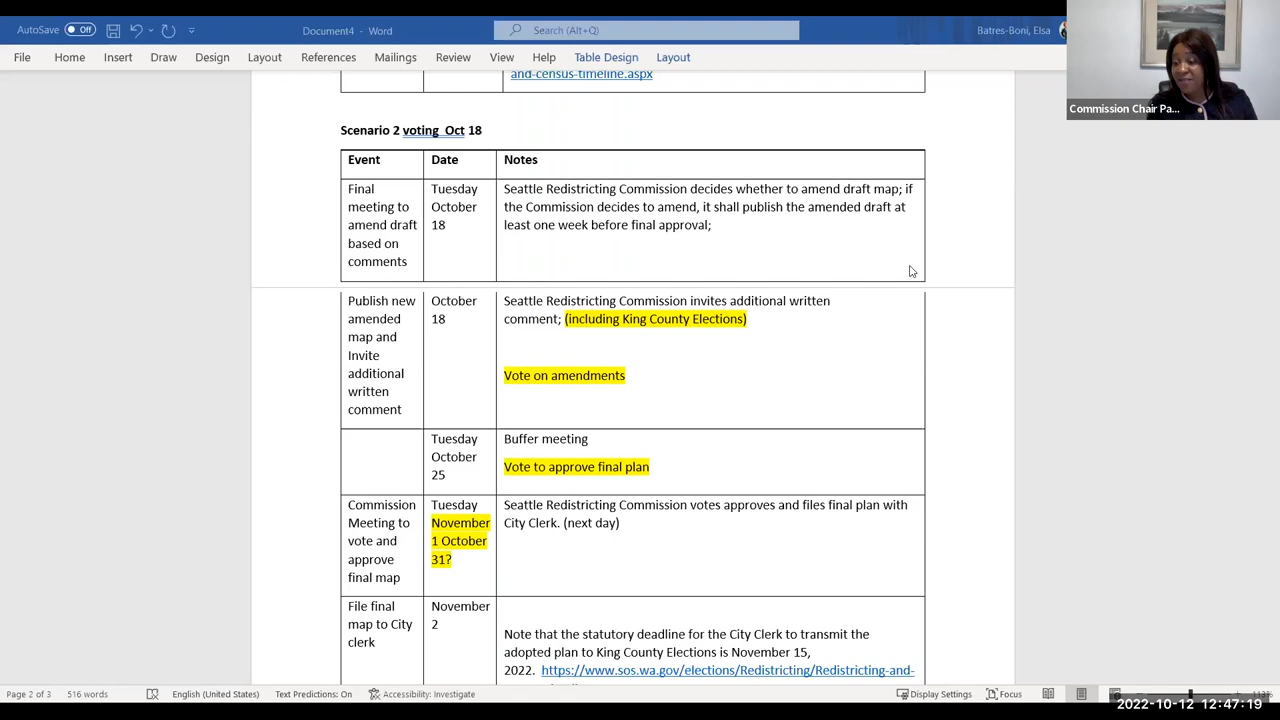 AutoSave Off Document4 - Word Search (Alt+Q) Batres-Boni, Elsa
File Home Insert Draw Design Layout References Mailings Review View Help Table Design Layout
Commission Chair Pa...
and-census-timeline.aspx
Scenario 2 voting Oct 18
Event Date Notes
Final
meeting to
amend draft
based on
comments
Tuesday
October
18
Seattle Redistricting Commission decides whether to amend draft map; if
the Commission decides to amend, it shall publish the amended draft at
least one week before final approval;
Publish new
amended
map and
Invite
additional
written
comment
October
18
Seattle Redistricting Commission invites additional written
comment; (including King County Elections)
Vote on amendments
Tuesday
October
25
Buffer meeting
Vote to approve final plan
Commission
Meeting to
vote and
approve
final map
Tuesday
November
1 October
31?
Seattle Redistricting Commission votes approves and files final plan with
City Clerk. (next day)
File final
map to City
clerk
November
2
Note that the statutory deadline for the City Clerk to transmit the
adopted plan to King County Elections is November 15,
2022. https://www.sos.wa.gov/elections/Redistricting/Redistricting-and-
Page 2 of 3 516 words English (United States) Text Predictions: On Accessibility: Investigate Display Settings Focus
2022-10-12 12:47:19